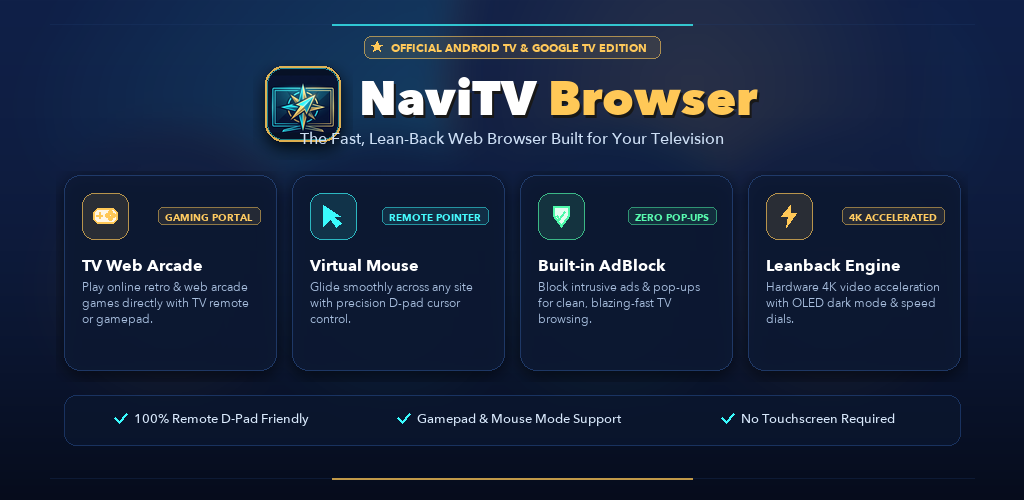 OFFICIAL ANDROID TV & GOOGLE TV EDITION
NaviTV Browser
The Fast, Lean-Back Web Browser Built for Your Television
GAMING PORTAL
TV Web Arcade
Play online retro & web arcade
games directly with TV remote
or gamepad.
REMOTE POINTER
Virtual Mouse
Glide smoothly across any site
with precision D-pad cursor
control.
ZERO POP-UPS
Built-in AdBlock
Block intrusive ads & pop-ups
for clean, blazing-fast TV
browsing.
4K ACCELERATED
Leanback Engine
Hardware 4K video acceleration
with OLED dark mode & speed
dials.
100% Remote D-Pad Friendly
Gamepad & Mouse Mode Support
No Touchscreen Required